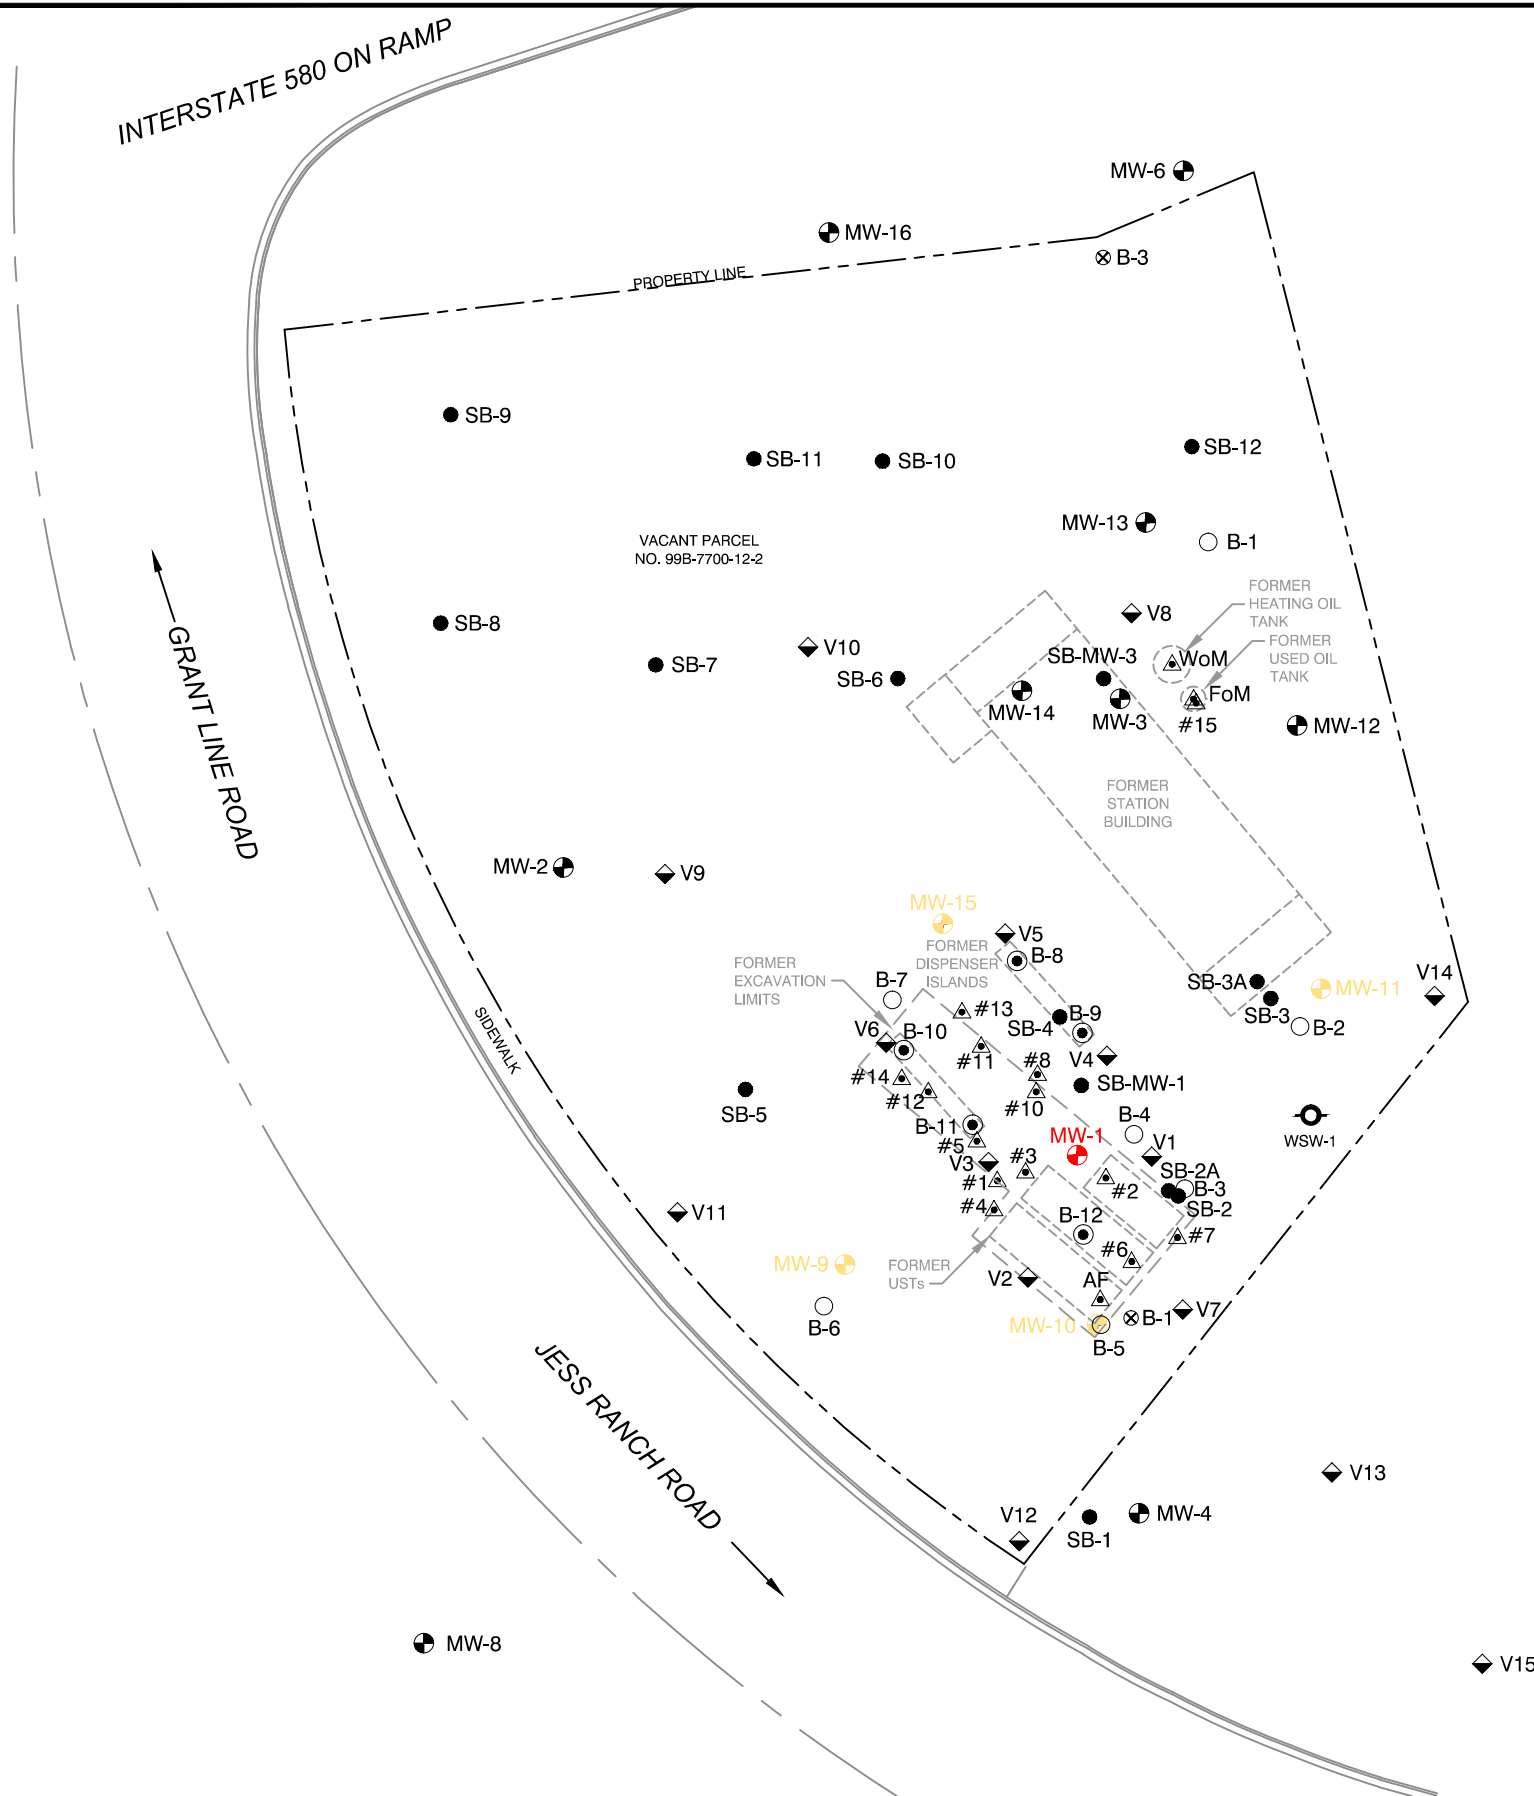 INTERSTATE 580 ON RAMP
MW-6
MW-16
B-3
PROPERTY LINE
SB-9
SB-11
SB-10
SB-12
MW-13
B-1
VACANT PARCEL
NO. 99B-7700-12-2
FORMER
HEATING OIL
TANK
V8
SB-8
V10
FORMER
USED OIL
TANK
SB-7
SB-6
SB-MW-3
WoM
FoM
MW-14
MW-3
#15
MW-12
GRANT LINE ROAD
FORMER
STATION
BUILDING
MW-2
V9
MW-15
V5
FORMER
DISPENSER
ISLANDS
B-8
FORMER
EXCAVATION
LIMITS
B-7
SB-3A
MW-11
V14
SB-3
B-2
#13
B-9
SB-4
SIDEWALK
V6
B-10
#11
V4
#8
#14
#12
#10
SB-MW-1
SB-5
B-11
#5
B-4
WSW-1
MW-1
V1
V3
#3
#1
#2
SB-2A
B-3
SB-2
#4
V11
B-12
#7
#6
MW-9
FORMER
USTs
V2
AF
B-6
MW-10
B-1
V7
B-5
JESS RANCH ROAD
V13
V12
SB-1
MW-4
MW-8
V15